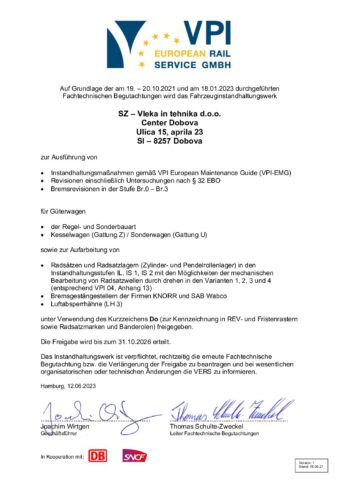 VPI
EUROPEAN RAIL
SERVICE GMBH
Auf Grundlage der am 19. – 20.10.2021 und am 18.01.2023 durchgeführten
Fachtechnischen Begutachtungen wird das Fahrzeuginstandhaltungswerk
SZ – Vleka in tehnika d.o.o.
Center Dobova
Ulica 15, aprila 23
SI – 8257 Dobova
zur Ausführung von
• Instandhaltungsmaßnahmen gemäß VPI European Maintenance Guide (VPI-EMG)
• Revisionen einschließlich Untersuchungen nach § 32 EBO
• Bremsrevisionen in der Stufe Br.0 – Br.3
für Güterwagen
• der Regel- und Sonderbauart
• Kesselwagen (Gattung Z) / Sonderwagen (Gattung U)
sowie zur Aufarbeitung von
• Radsätzen und Radsatzlagern (Zylinder- und Pendelrollenlager) in den
Instandhaltungsstufen IL, IS 1, IS 2 mit den Möglichkeiten der mechanischen
Bearbeitung von Radsatzwellen durch drehen in den Varianten 1, 2, 3 und 4
(entsprechend VPI 04, Anhang 13)
• Bremsgestängestellern der Firmen KNORR und SAB Wabco
• Luftabsperrhähne (LH 3)
unter Verwendung des Kurzzeichens Do (zur Kennzeichnung in REV- und Fristenrastern
sowie Radsatzmarken und Banderolen) freigegeben.
Die Freigabe wird bis zum 31.10.2026 erteilt.
Das Instandhaltungswerk ist verpflichtet, rechtzeitig die erneute Fachtechnische
Begutachtung bzw. die Verlängerung der Freigabe zu beantragen und bei wesentlichen
organisatorischen oder technischen Änderungen die VERS zu informieren.
Hamburg, 12.06.2023
Joachim Wirtgen Thomas Schulte-Zweckel
Geschäftsführer Leiter Fachtechnische Begutachtungen
In Kooperation mit: DB SNCF
Version: 1